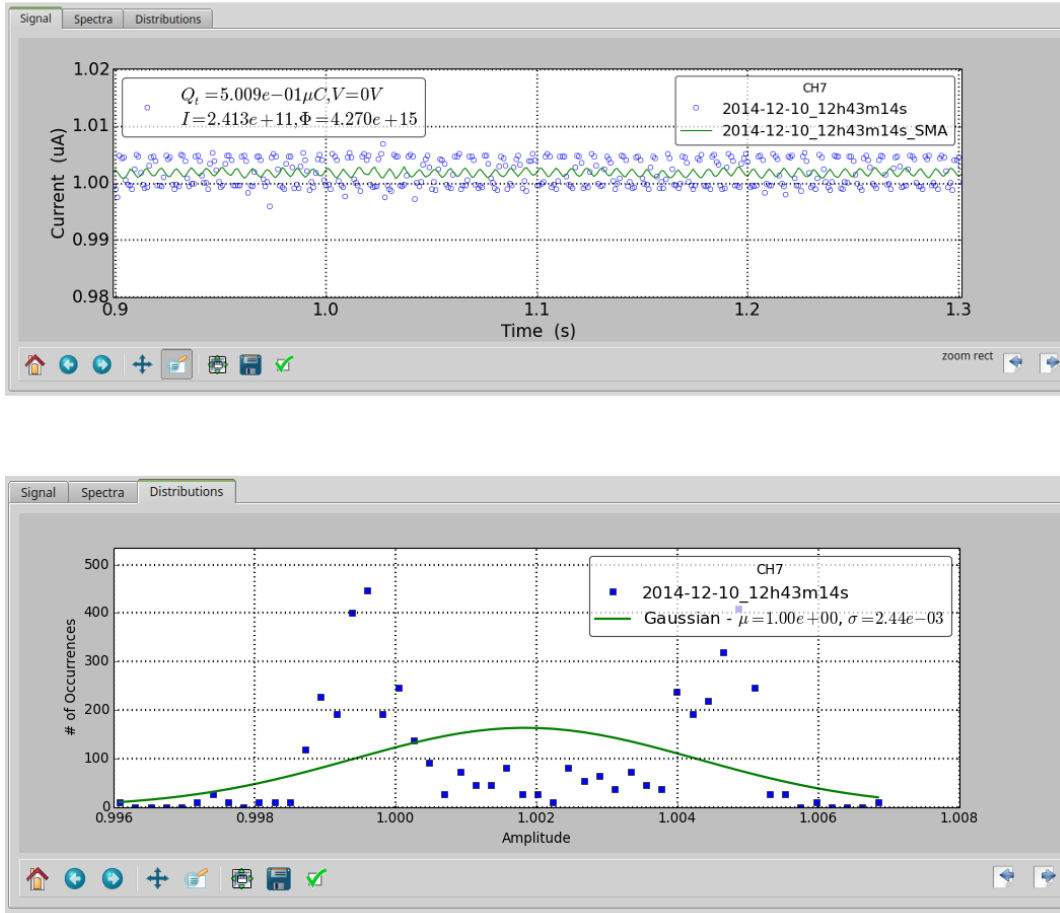 Signal Spectra Distributions
1.02
1.01
1.00
0.99
0.98
Current (uA)
Q_t=5.009e−01μC,V=0V
I=2.413e+11,Φ=4.270e+15
CH7
2014-12-10_12h43m14s
2014-12-10_12h43m14s_SMA
0.9 1.0 1.1 1.2 1.3
Time (s)
zoom rect
Signal Spectra Distributions
500
400
300
200
100
0
# of Occurrences
CH7
2014-12-10_12h43m14s
Gaussian - μ=1.00e+00, σ=2.44e−03
0.996 0.998 1.000 1.002 1.004 1.006 1.008
Amplitude